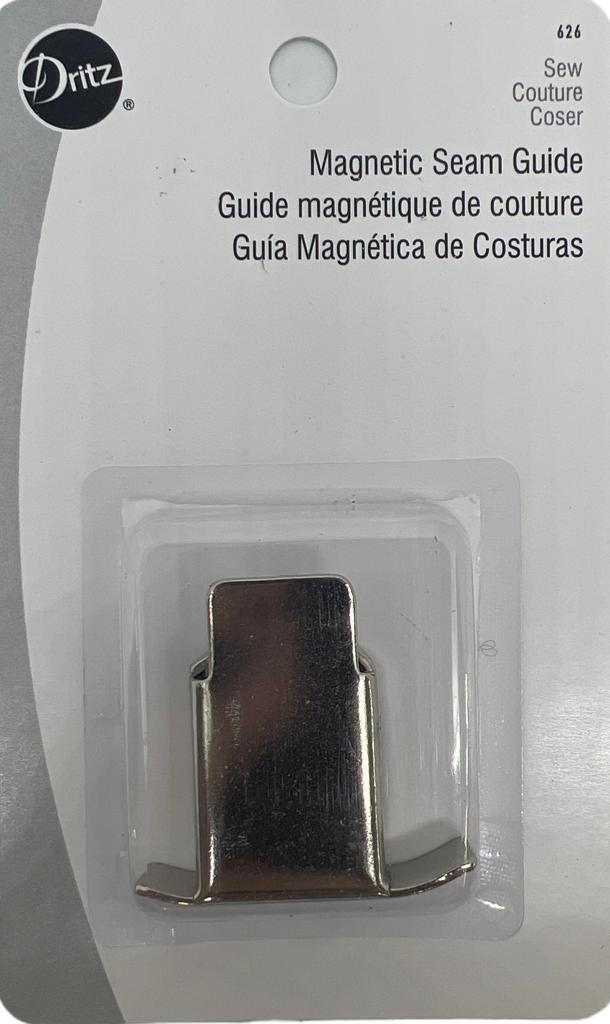 Dritz®
626
Sew
Couture
Coser
Magnetic Seam Guide
Guide magnétique de couture
Guía Magnética de Costuras